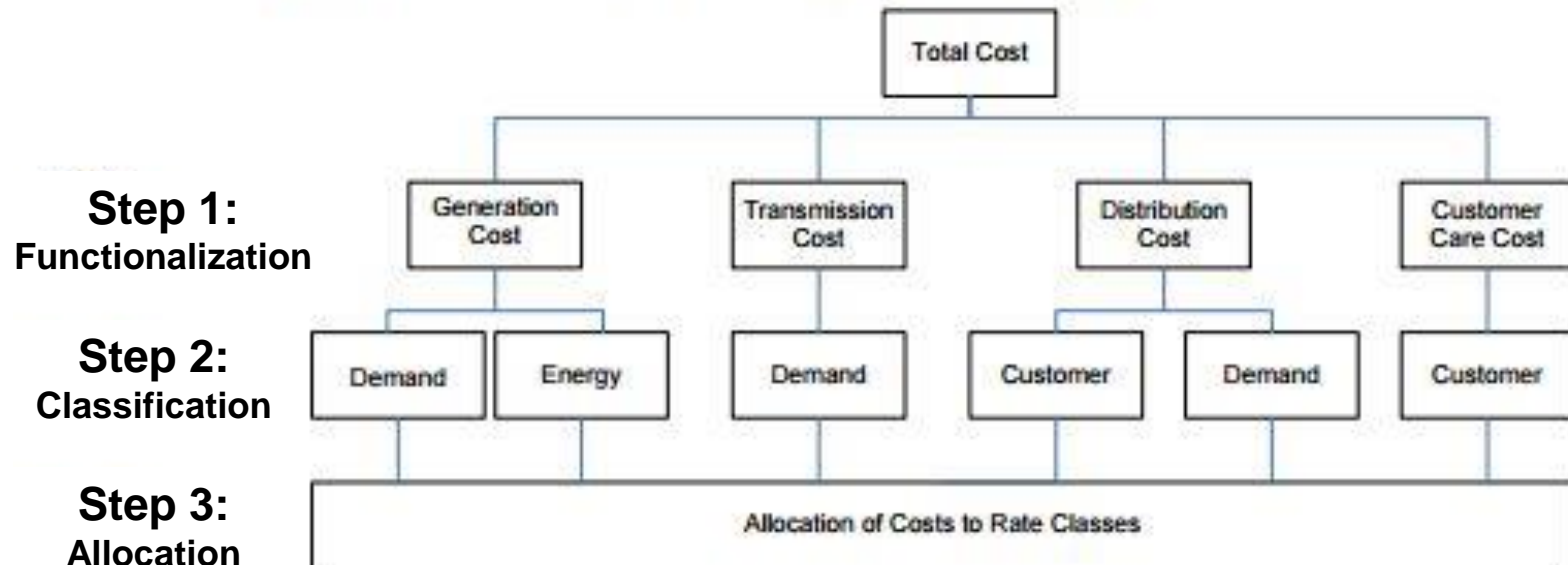 Total Cost
Step 1:
Functionalization
Generation
Cost
Transmission
Cost
Distribution
Cost
Customer
Care Cost
Step 2:
Classification
Demand
Energy
Demand
Customer
Demand
Customer
Step 3:
Allocation
Allocation of Costs to Rate Classes